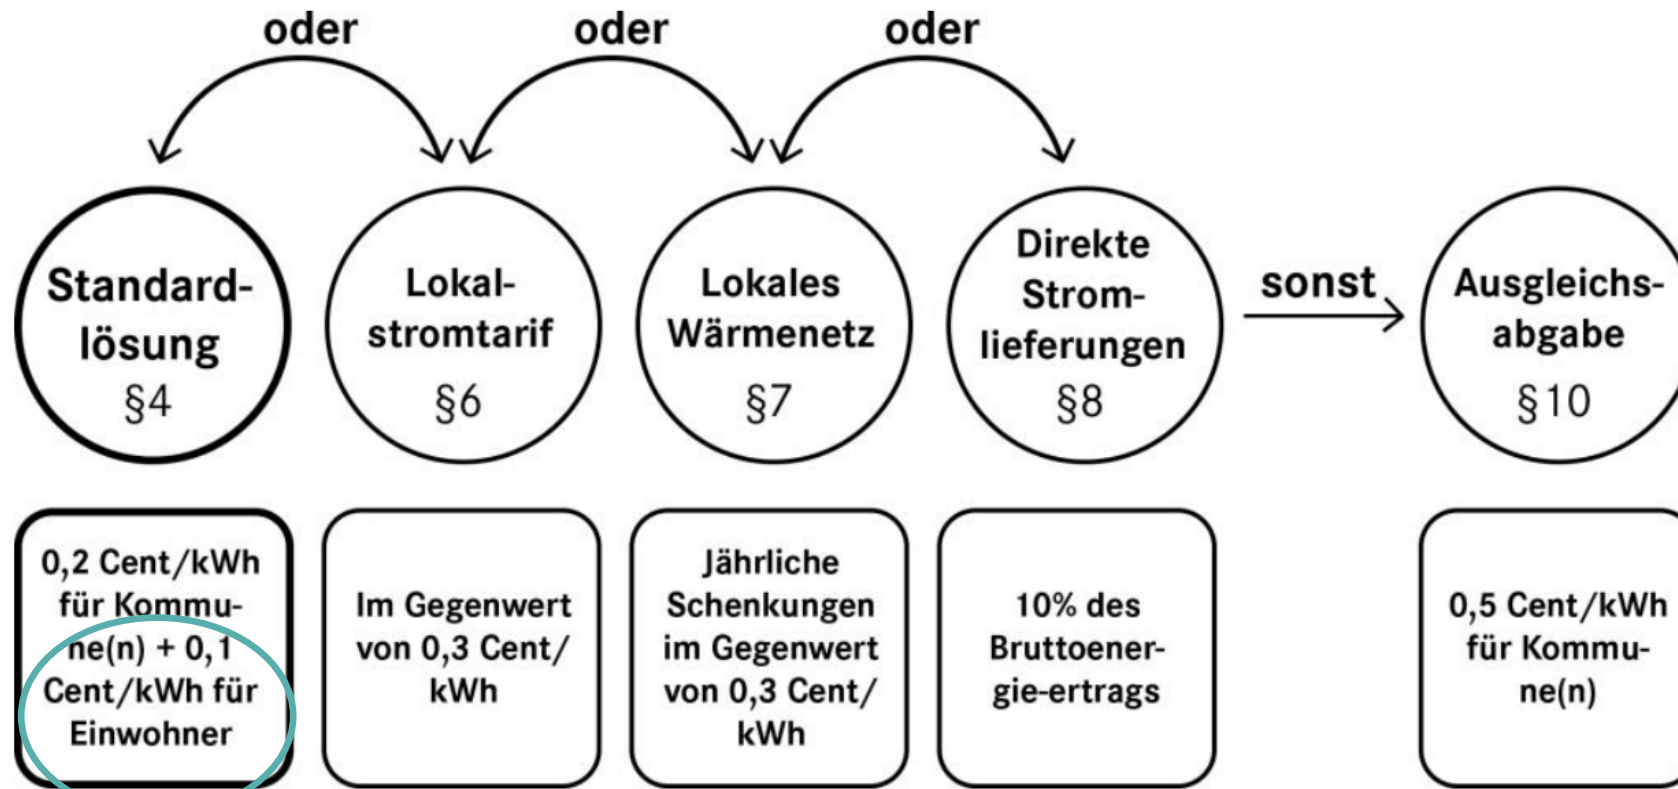 oder
oder
oder
Standard-
lösung
§4
Lokal-
stromtarif
§6
Lokales
Wärmenetz
§7
Direkte
Strom-
lieferungen
§8
sonst
Ausgleichs-
abgabe
§10
0,2 Cent/kWh
für Kommu-
ne(n) + 0,1
Cent/kWh für
Einwohner
Im Gegenwert
von 0,3 Cent/
kWh
Jährliche
Schenkungen
im Gegenwert
von 0,3 Cent/
kWh
10% des
Bruttoener-
gie-ertrags
0,5 Cent/kWh
für Kommu-
ne(n)